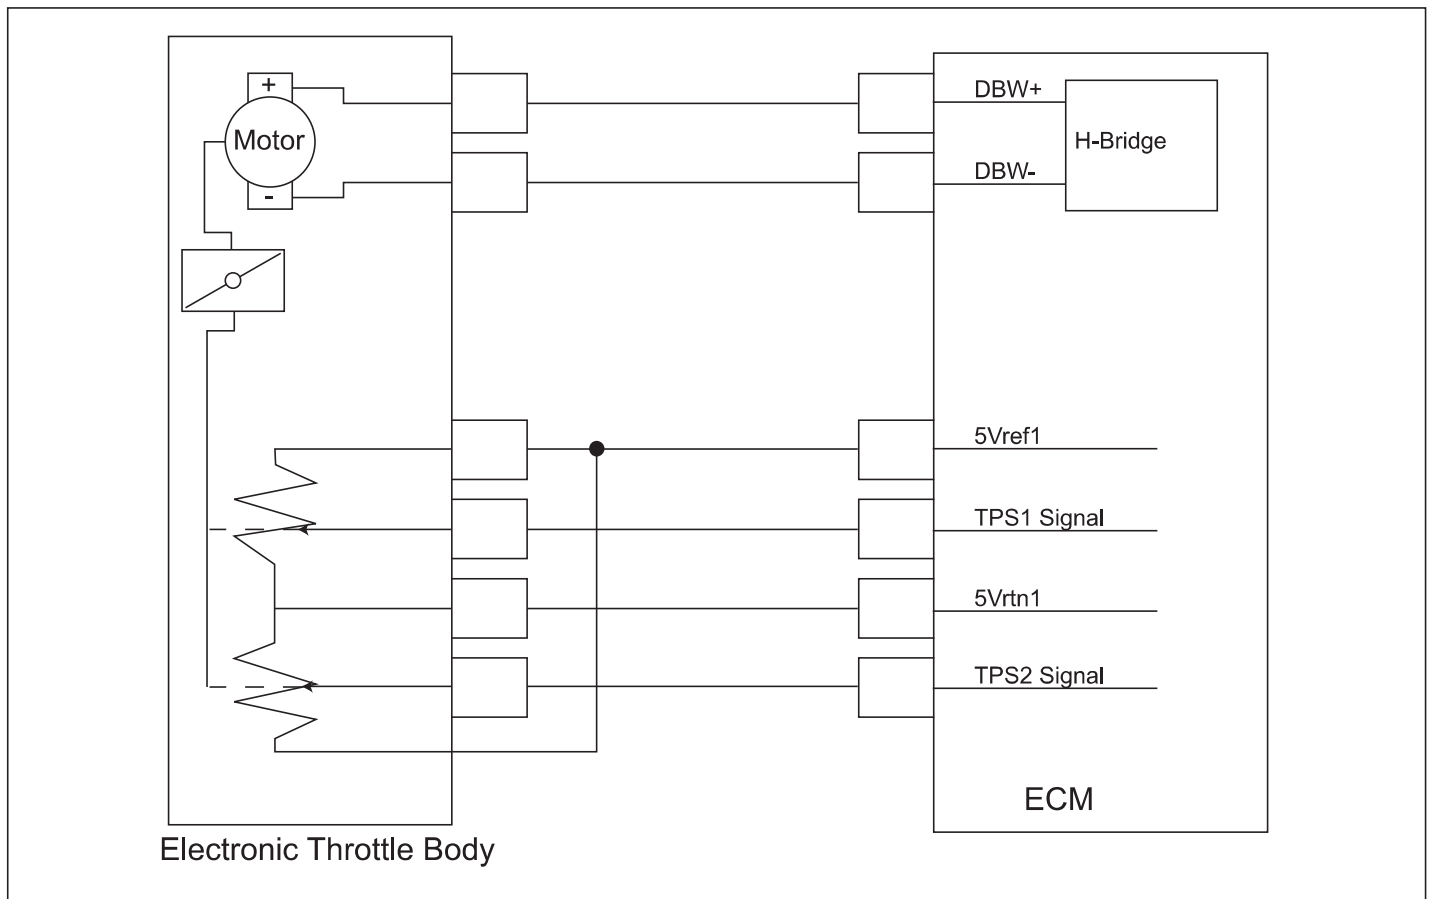 +
DBW+
Motor
H-Bridge
DBW-
-
5Vref1
TPS1 Signal
5Vrtn1
TPS2 Signal
ECM
Electronic Throttle Body